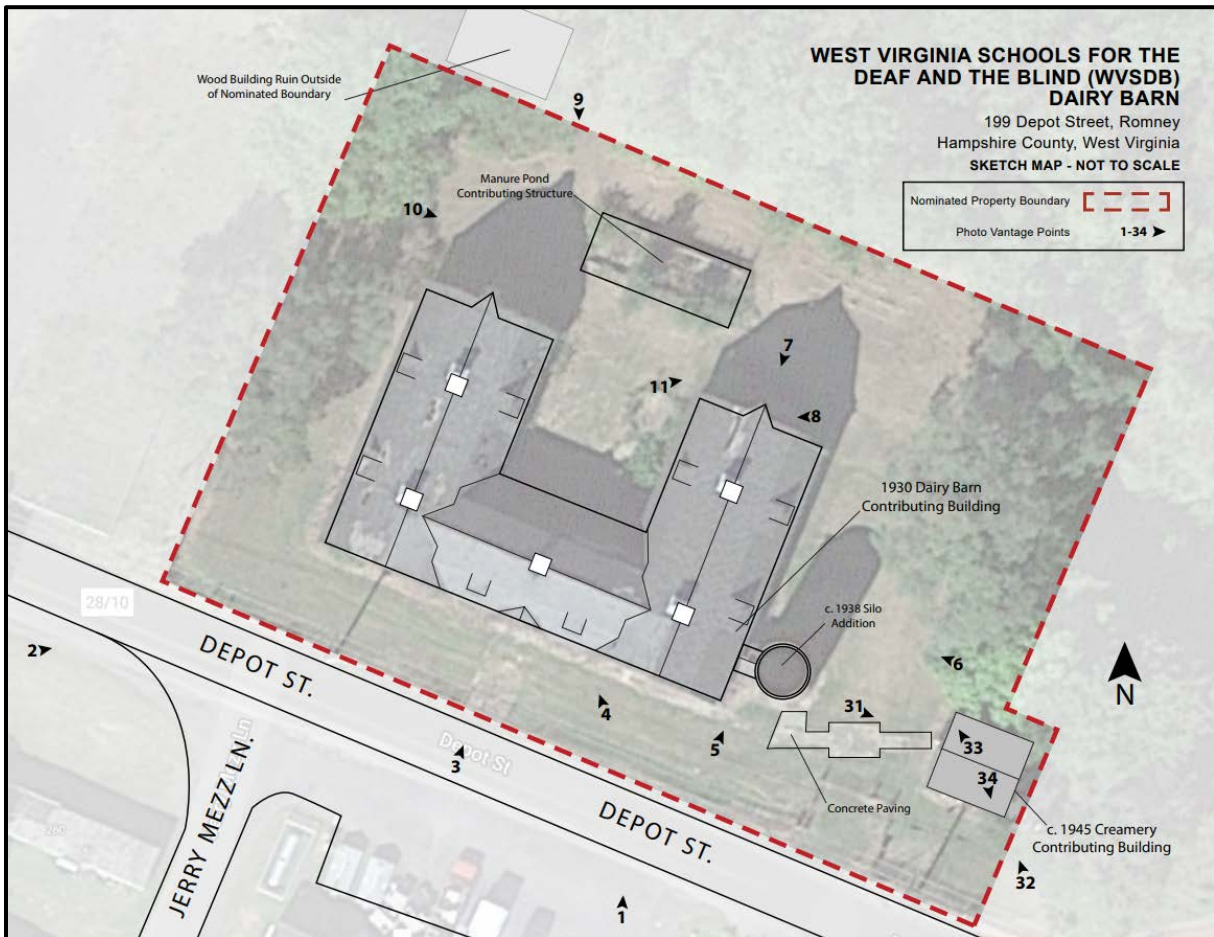 WEST VIRGINIA SCHOOLS FOR THE
DEAF AND THE BLIND (WVSDB)
DAIRY BARN
199 Depot Street, Romney
Hampshire County, West Virginia
SKETCH MAP - NOT TO SCALE
Nominated Property Boundary
Photo Vantage Points 1-34
Wood Building Ruin Outside
of Nominated Boundary
9
Manure Pond
Contributing Structure
10
7
11
8
1930 Dairy Barn
Contributing Building
28/10
c. 1938 Silo
Addition
2
DEPOT ST.
6
N
4
31
5
33
3
Depot St
34
JERRY MEZZ LN.
Concrete Paving
DEPOT ST.
c. 1945 Creamery
Contributing Building
260
32
1